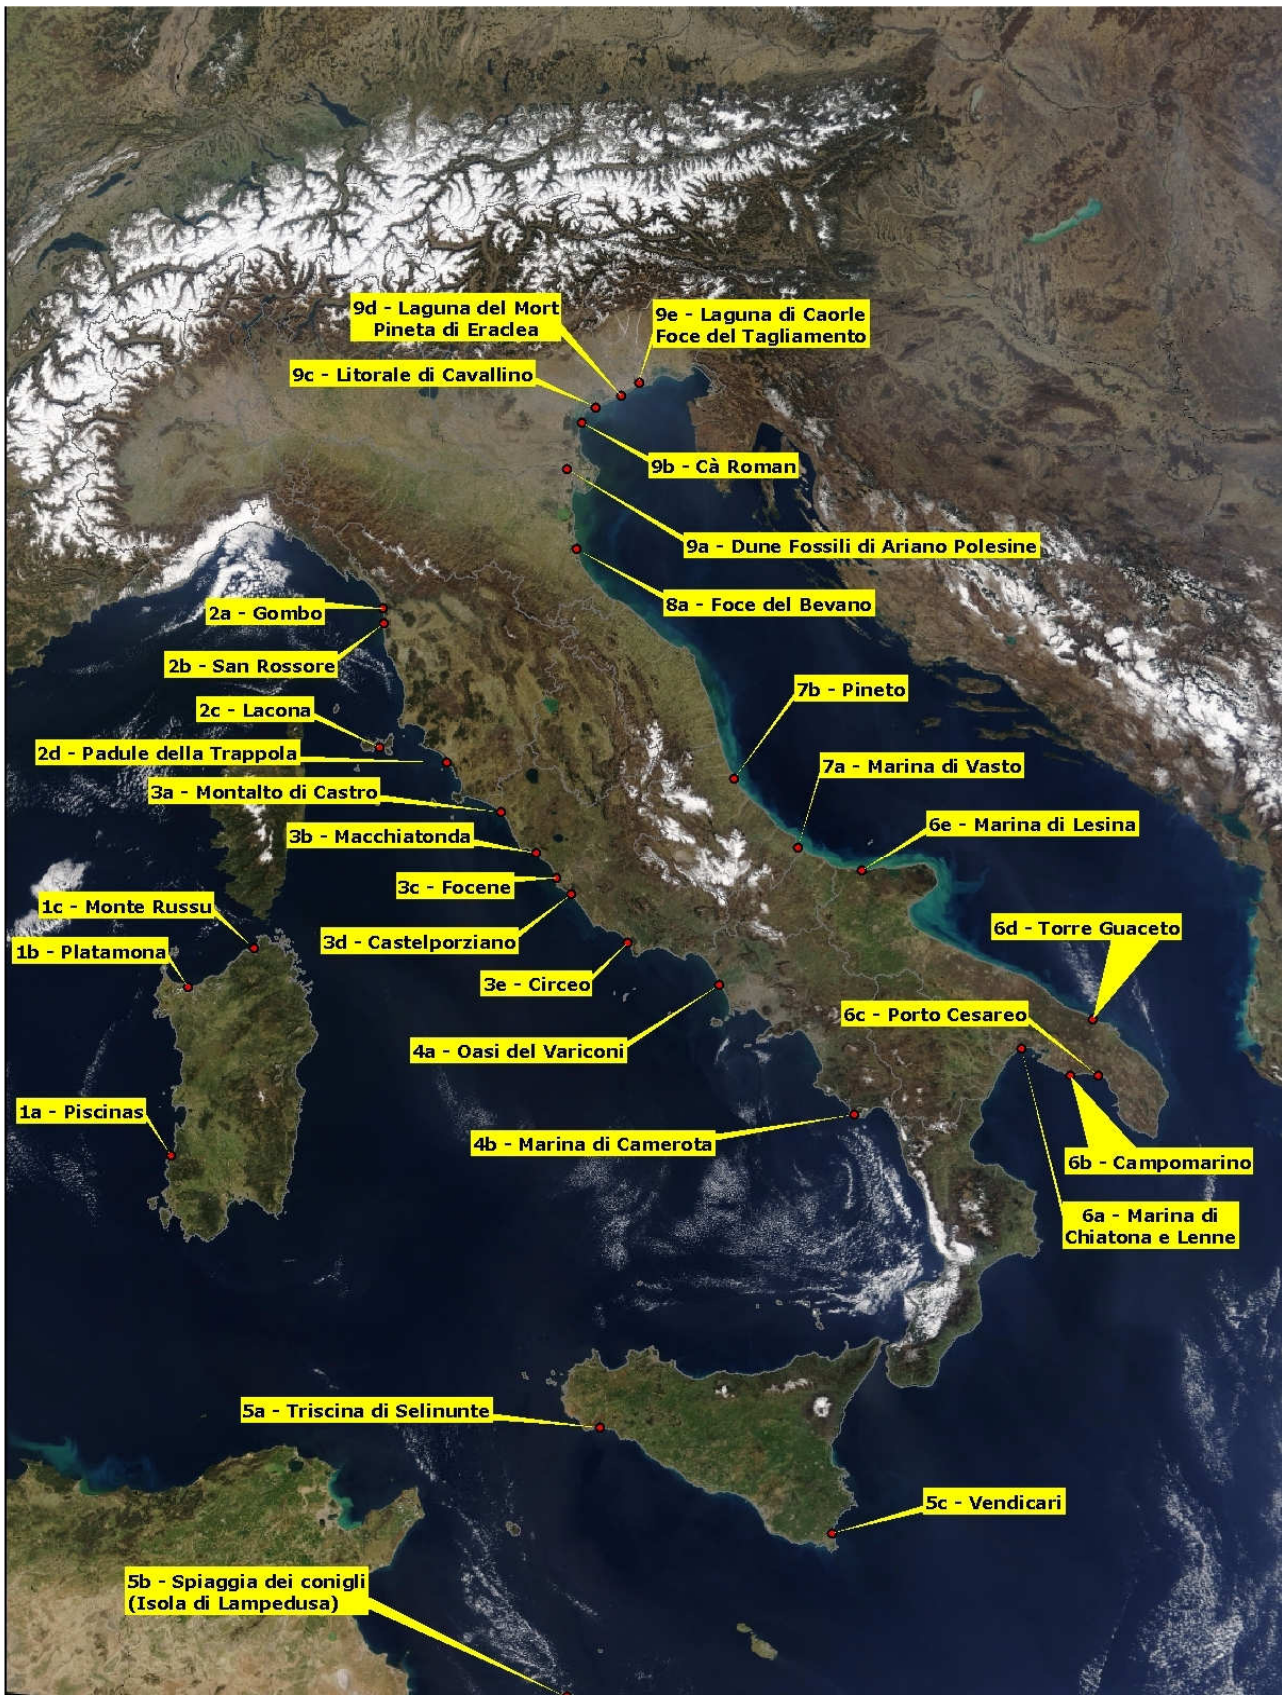 9d - Laguna del Mort
Pineta di Eraclea
9e - Laguna di Caorle
Foce del Tagliamento
9c - Litorale di Cavallino
9b - Cà Roman
9a - Dune Fossili di Ariano Polesine
8a - Foce del Bevano
2a - Gombo
2b - San Rossore
7b - Pineto
2c - Lacona
2d - Padule della Trappola
7a - Marina di Vasto
3a - Montalto di Castro
6e - Marina di Lesina
3b - Macchiatonda
3c - Focene
1c - Monte Russu
6d - Torre Guaceto
3d - Castelporziano
1b - Platamona
3e - Circeo
6c - Porto Cesareo
4a - Oasi del Variconi
1a - Piscinas
4b - Marina di Camerota
6b - Campomarino
6a - Marina di
Chiatona e Lenne
5a - Triscina di Selinunte
5c - Vendicari
5b - Spiaggia dei conigli
(Isola di Lampedusa)